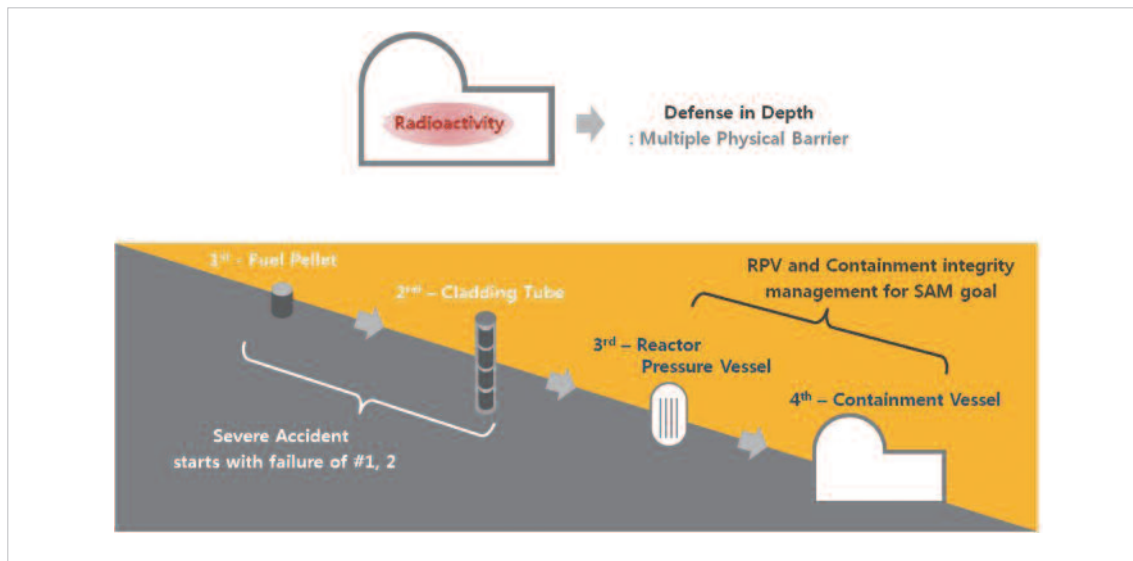 Radioactivity
Defense in Depth
: Multiple Physical Barrier
1st - Fuel Pellet
2nd – Cladding Tube
RPV and Containment integrity
management for SAM goal
3rd – Reactor
Pressure Vessel
4th – Containment Vessel
Severe Accident
starts with failure of #1, 2